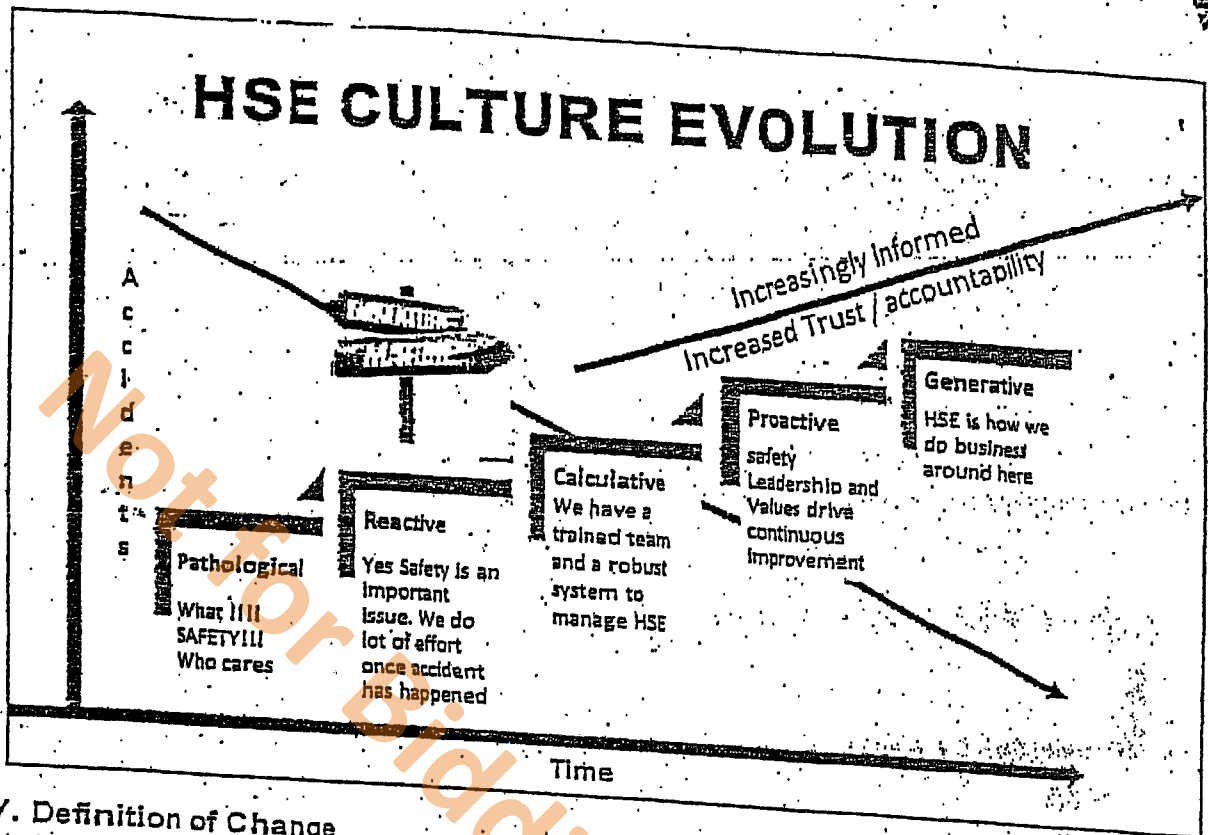 HSE CULTURE EVOLUTION
Accidents
Increasingly Informed
Increased Trust / accountability
Pathological
What !!!!
SAFETY!!!
Who cares
Reactive
Yes Safety is an
important
issue. We do
lot of effort
once accident
has happened
Calculative
We have a
trained team
and a robust
system to
manage HSE
Proactive
safety
Leadership and
Values drive
continuous
improvement
Generative
HSE is how we
do business
around here
Time
Definition of Change
Not for Bidd